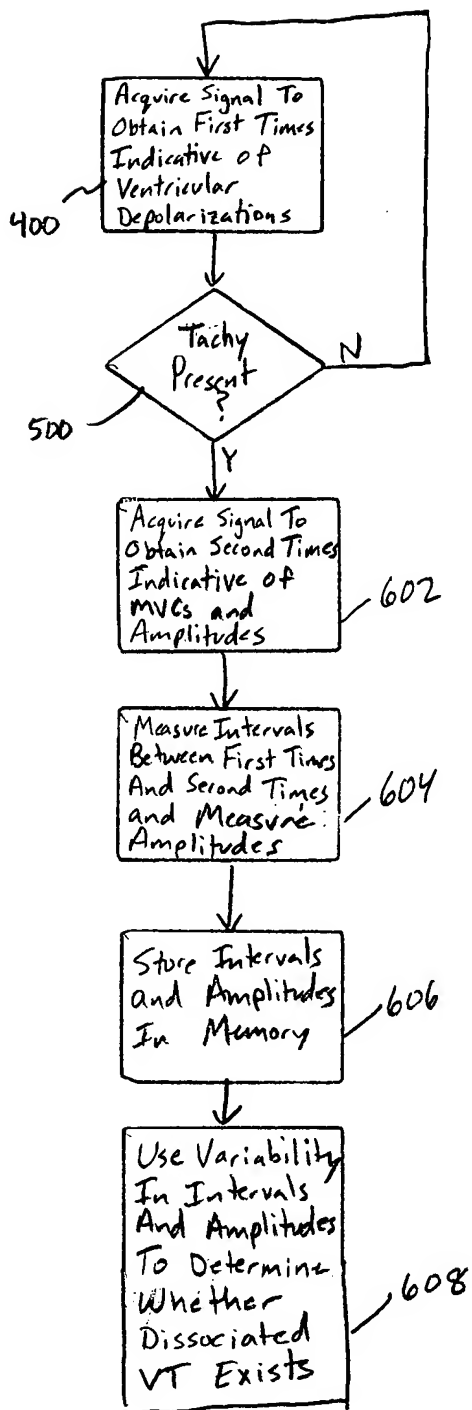 Acquire Signal To
Obtain First Times
Indicative of
Ventricular
Depolarizations
400
Tachy
Present
?
N
500
Y
Acquire Signal To
Obtain Second Times
Indicative of
MVCs and
Amplitudes
602
Measure Intervals
Between First Times
And Second Times
and Measure
Amplitudes
604
Store Intervals
and Amplitudes
In Memory
606
Use Variability
In Intervals
And Amplitudes
To Determine
Whether
Dissociated
VT Exists
608